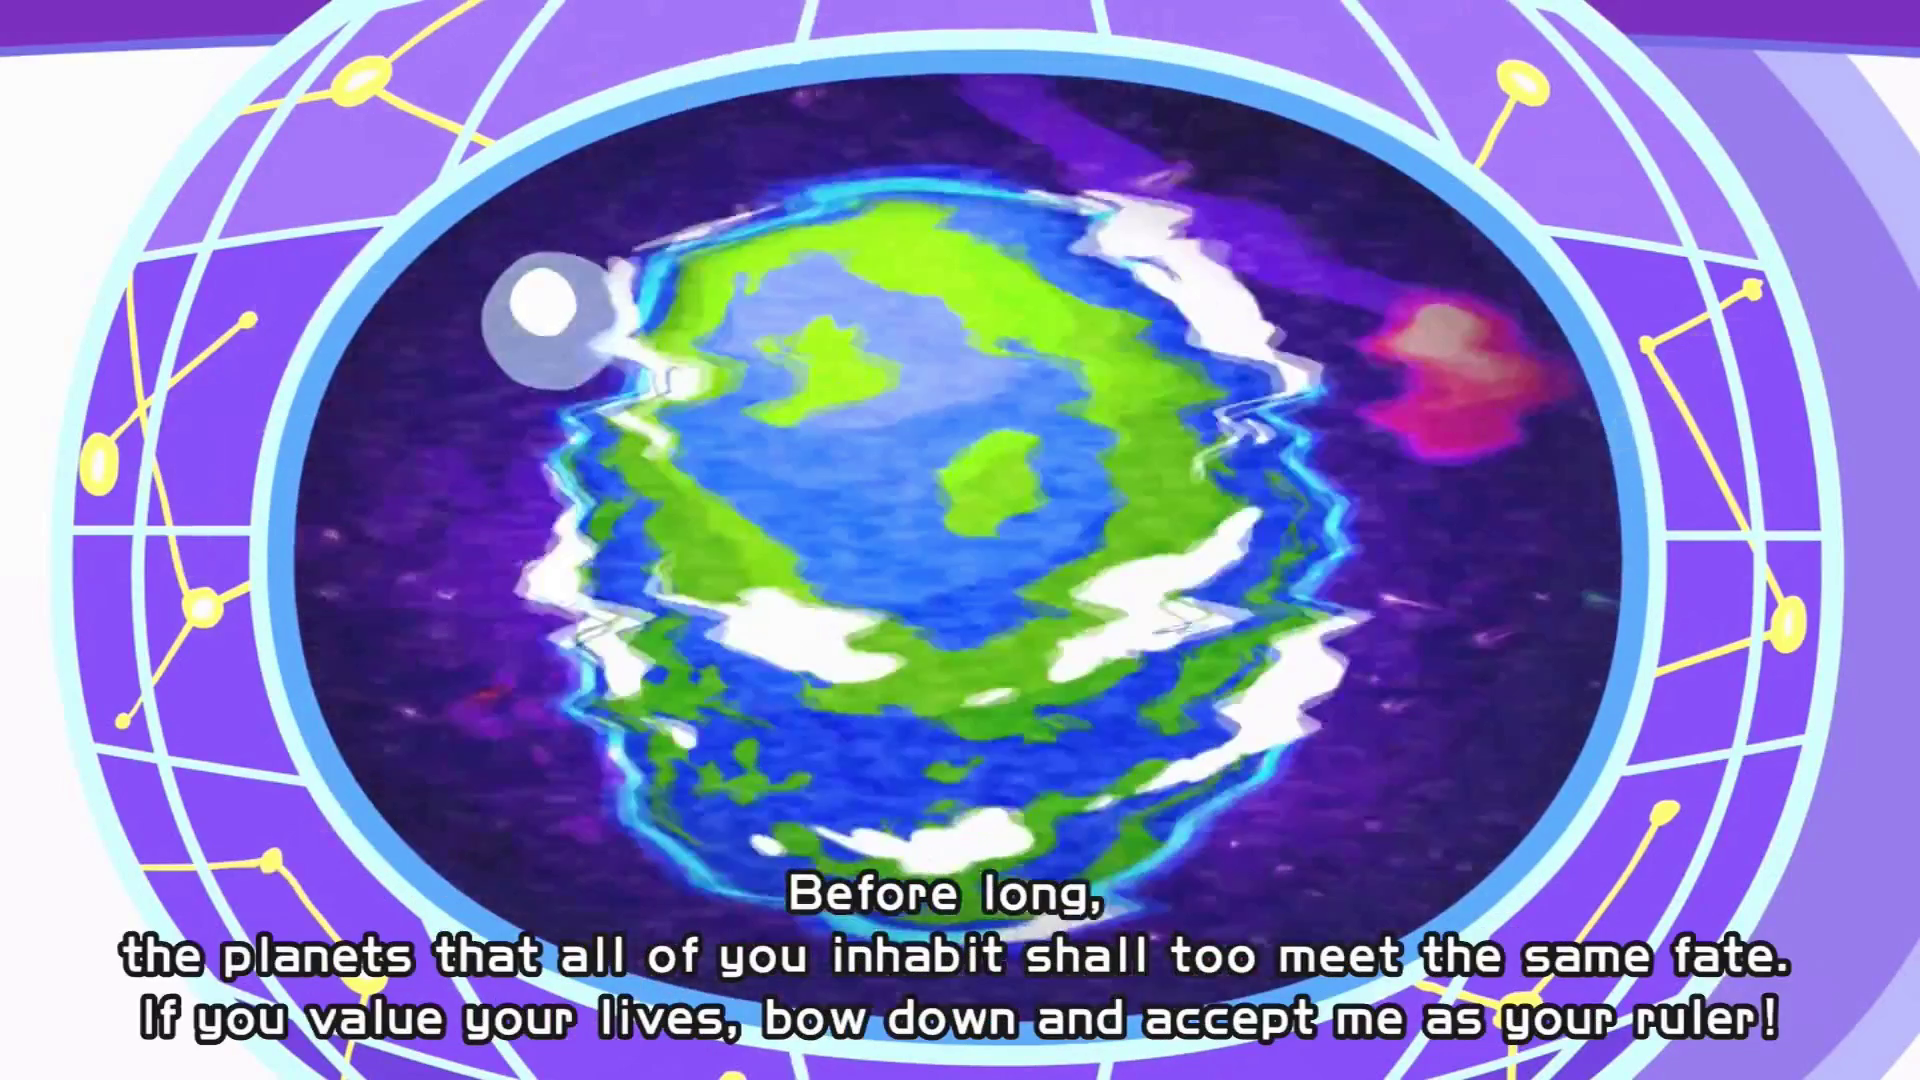 Before long,
the planets that all of you inhabit shall too meet the same fate.
If you value your lives, bow down and accept me as your ruler!